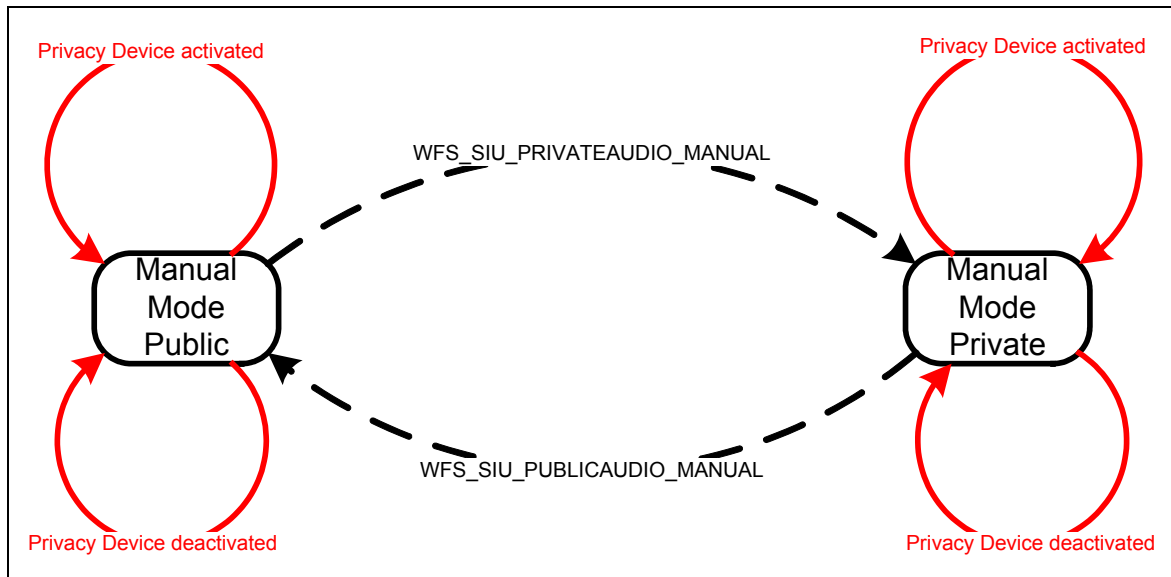 Privacy Device activated
Privacy Device activated
WFS_SIU_PRIVATEAUDIO_MANUAL
Manual
Mode
Public
Manual
Mode
Private
WFS_SIU_PUBLICAUDIO_MANUAL
Privacy Device deactivated
Privacy Device deactivated